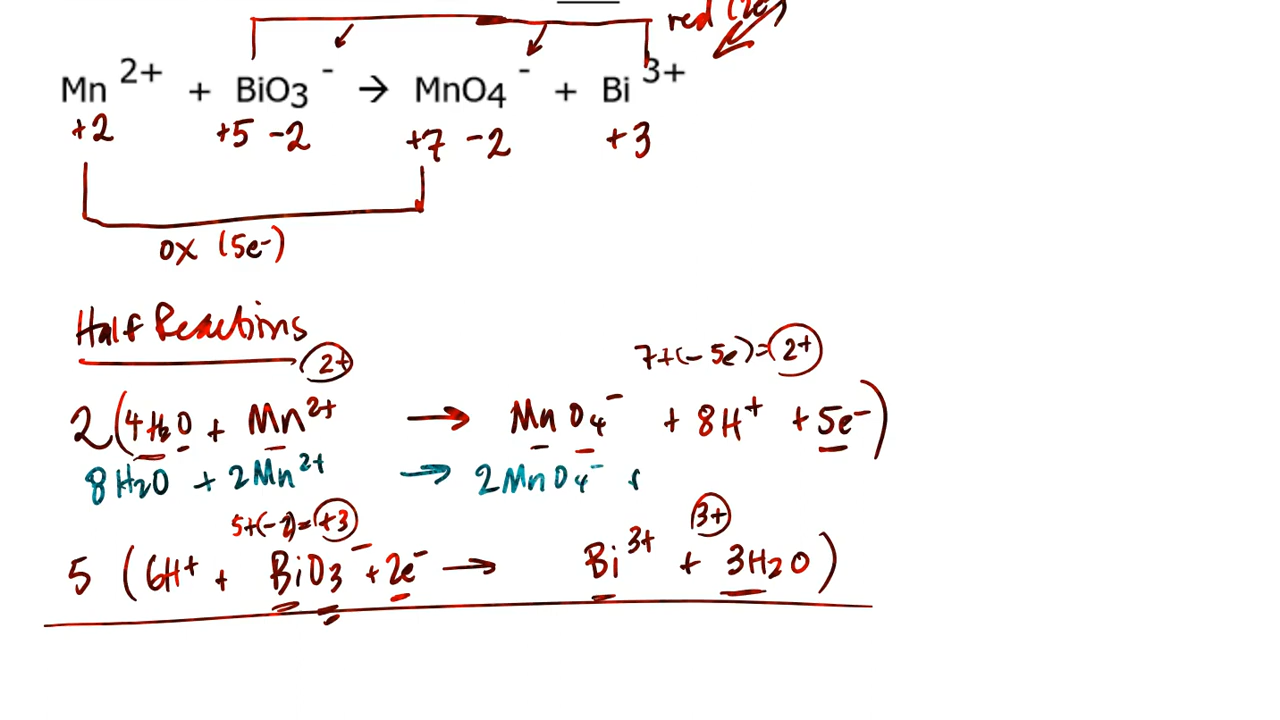 red (2e⁻)
Mn 2+ + BiO3 - → MnO4 - + Bi 3+
+2 +5 -2 +7 -2 +3
ox (5e-)
Half Reactions
2+ 7+(-5e)=2+
2(4H2O + Mn2+ → MnO4- + 8H+ + 5e-)
8H2O + 2Mn2+ → 2MnO4-
5+(-2)=+3 3+
5 (6H+ + BiO3- + 2e- → Bi3+ + 3H2O)